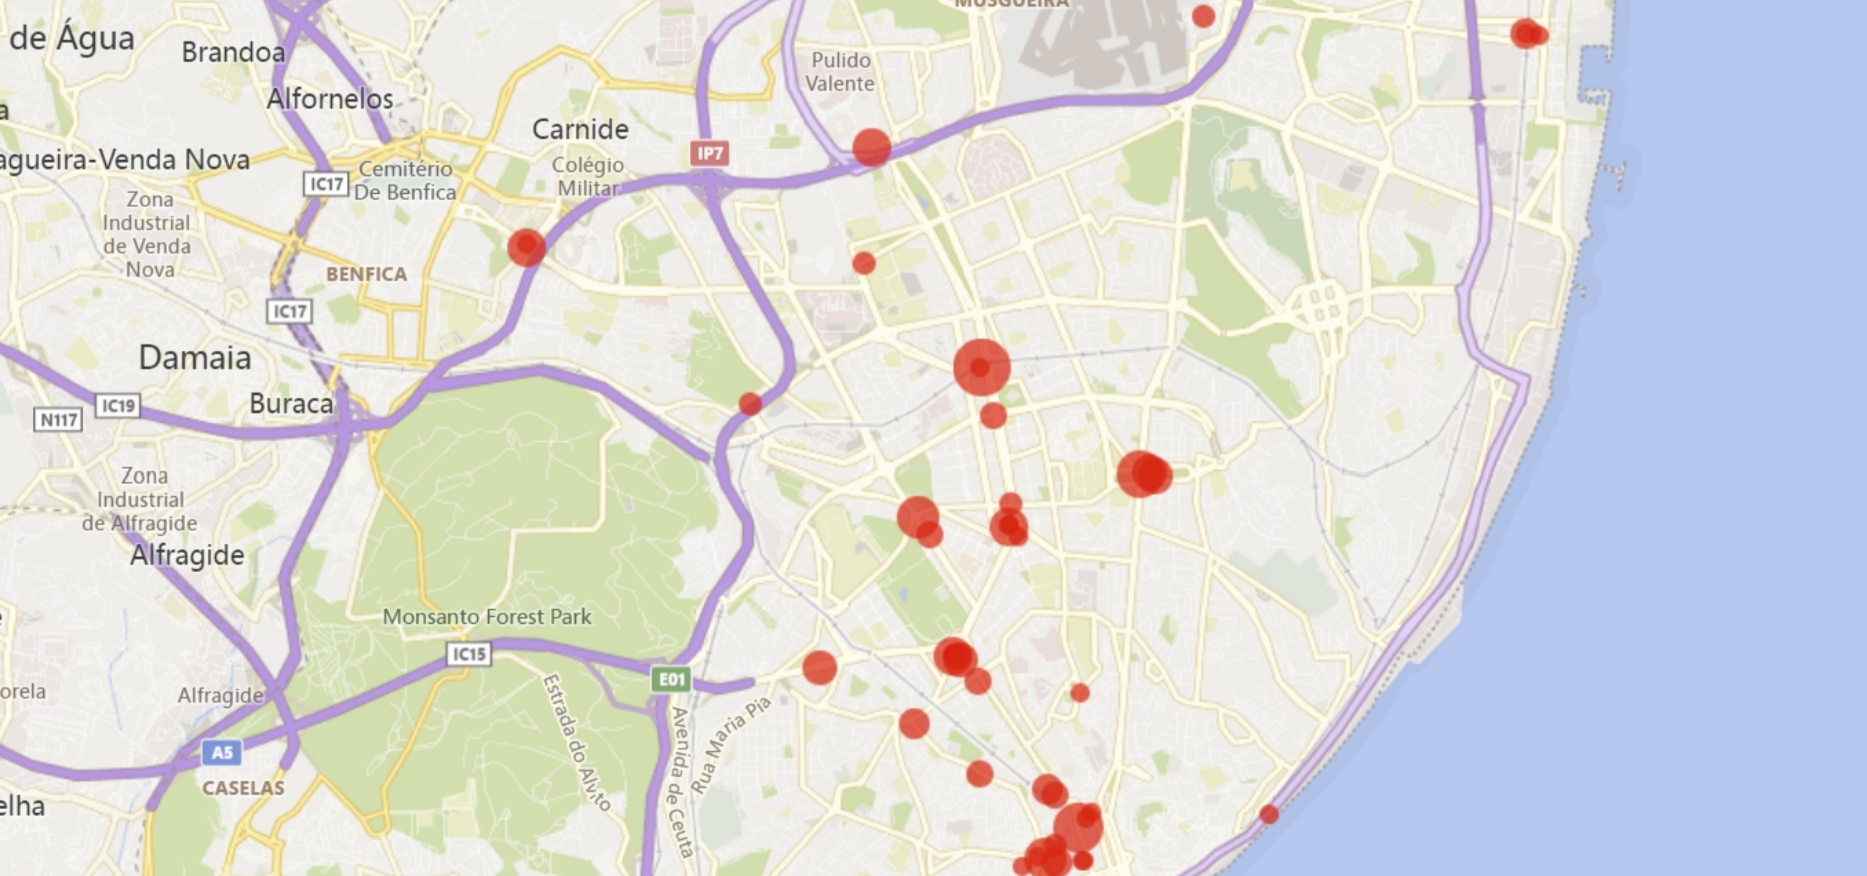 MUSGUEIRA
de Água
Brandoa
Pulido
Valente
Alfornelos
a
Carnide
agueira-Venda Nova
IP7
Cemitério
De Benfica
Colégio
Militar
IC17
Zona
Industrial
de Venda
Nova
BENFICA
IC17
Damaia
IC19
Buraca
N117
Zona
Industrial
de Alfragide
Alfragide
Monsanto Forest Park
IC15
E01
orela
Alfragide
Estrada do Alvito
Avenida de Ceuta
Rua Maria Pia
A5
CASELAS
elha